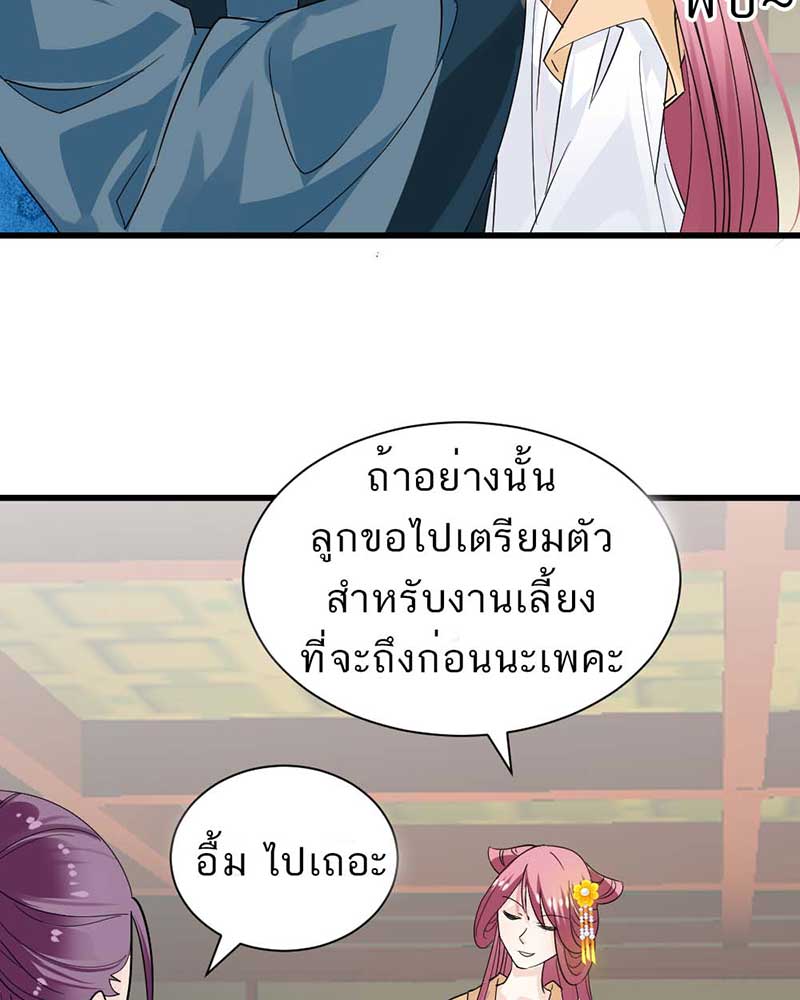 ถ้าอย่างนั้น
ลูกขอไปเตรียมตัว
สำหรับงานเลี้ยง
ที่จะถึงก่อนนะเพคะ
อื้ม ไปเถอะ